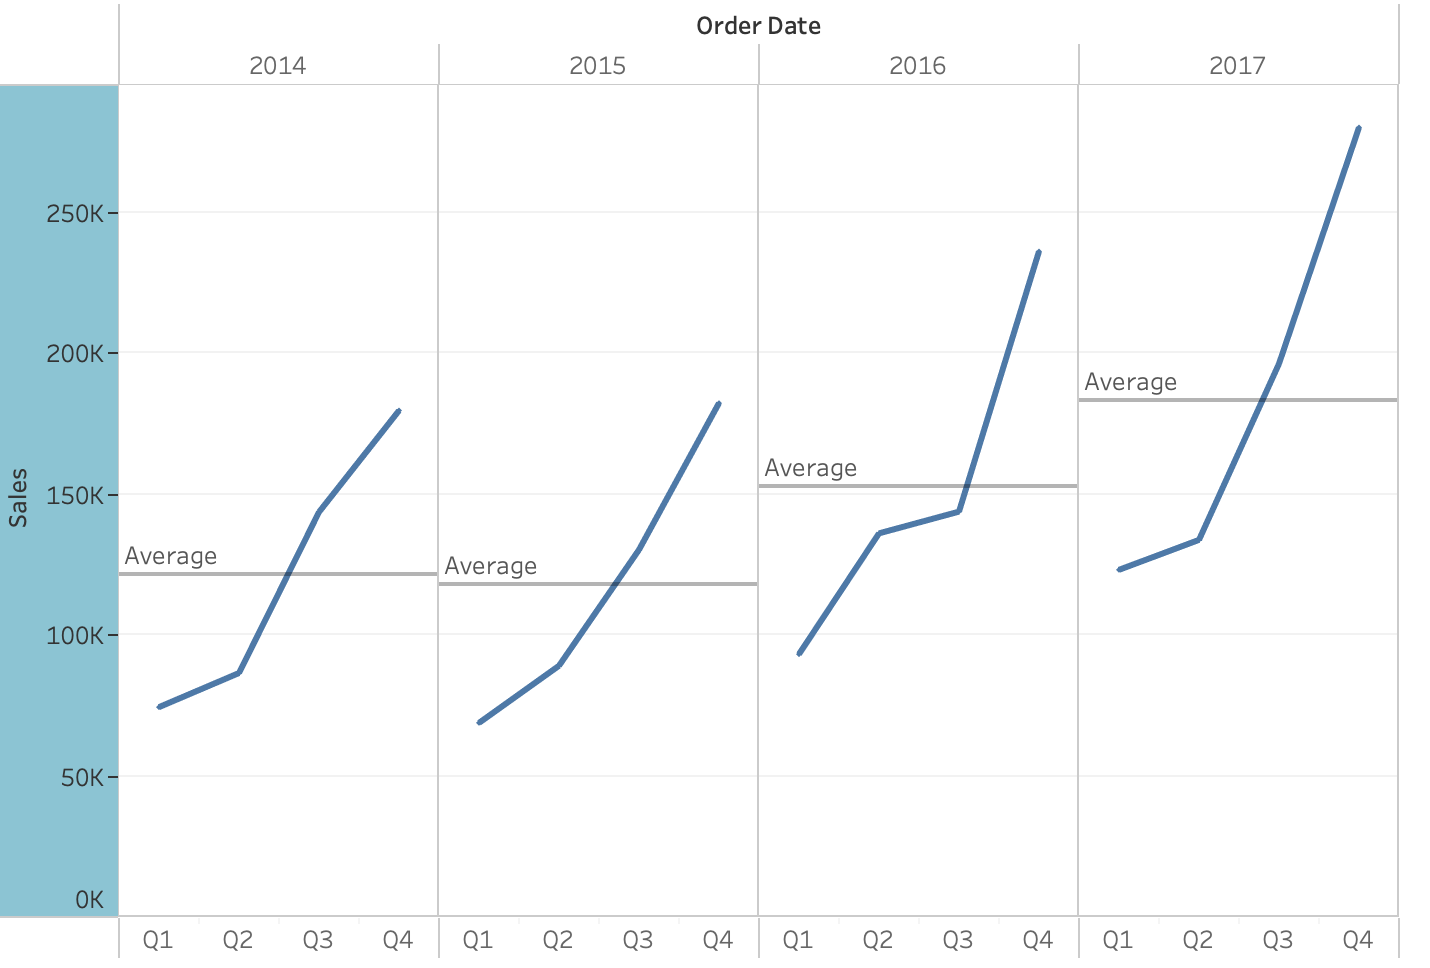 Order Date
2014 2015 2016 2017
250K
200K
Average
Average
150K
Sales
Average
Average
100K
50K
0K
Q1 Q2 Q3 Q4 Q1 Q2 Q3 Q4 Q1 Q2 Q3 Q4 Q1 Q2 Q3 Q4